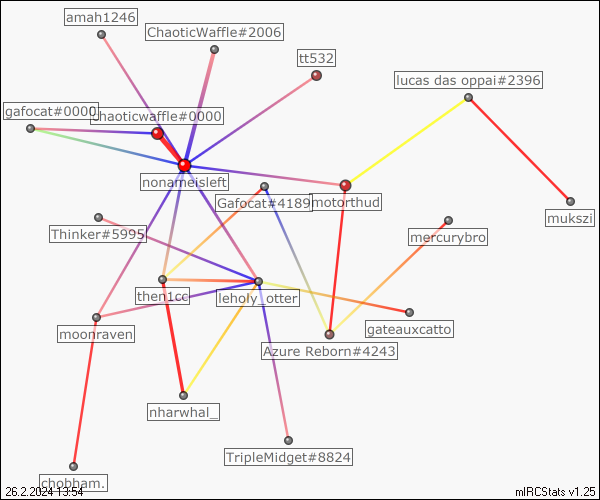 amah1246
ChaoticWaffle#2006
tt532
lucas das oppai#2396
gafocat#0000
chaoticwaffle#0000
nonameisleft
Gafocat#4189
motorthud
mukszi
Thinker#5995
mercurybro
then1cc
leholy_otter
moonraven
gateauxcatto
Azure Reborn#4243
nharwhal_
TripleMidget#8824
chobham.
26.2.2024 13:54
mIRCStats v1.25